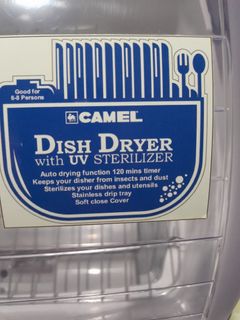 Good for
6-8 Persons
CAMEL
DISH DRYER
with UV STERILIZER
Auto drying function 120 mins timer
Keeps your disher from insects and dust
Sterilizes your dishes and utensils
Stainless drip tray
Soft close Cover